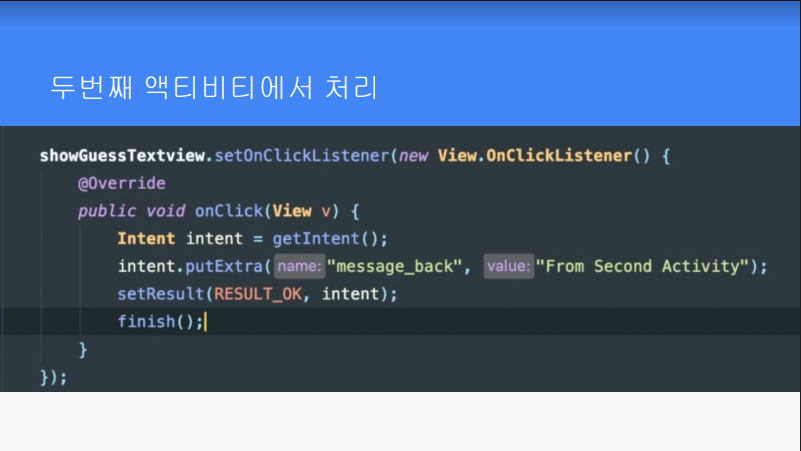 두번째 액티비티에서 처리
showGuessTextview.setOnClickListener(new View.OnClickListener() {
@Override
public void onClick(View v) {
Intent intent = getIntent();
intent.putExtra( name: "message_back", value: "From Second Activity");
setResult(RESULT_OK, intent);
finish();
}
});